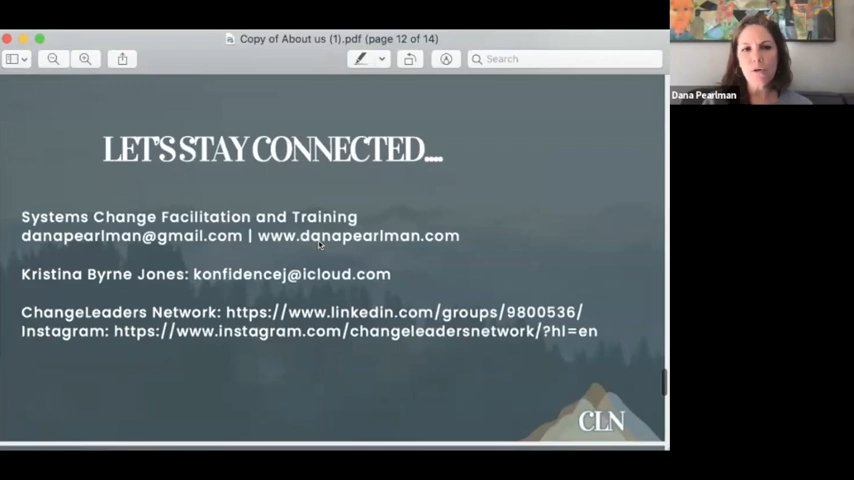 Copy of About us (1).pdf (page 12 of 14)
Search
Dana Pearlman
LET'S STAY CONNECTED....
Systems Change Facilitation and Training
danapearlman@gmail.com | www.danapearlman.com
Kristina Byrne Jones: konfidencej@icloud.com
ChangeLeaders Network: https://www.linkedin.com/groups/9800536/
Instagram: https://www.instagram.com/changeleadersnetwork/?hl=en
CLN